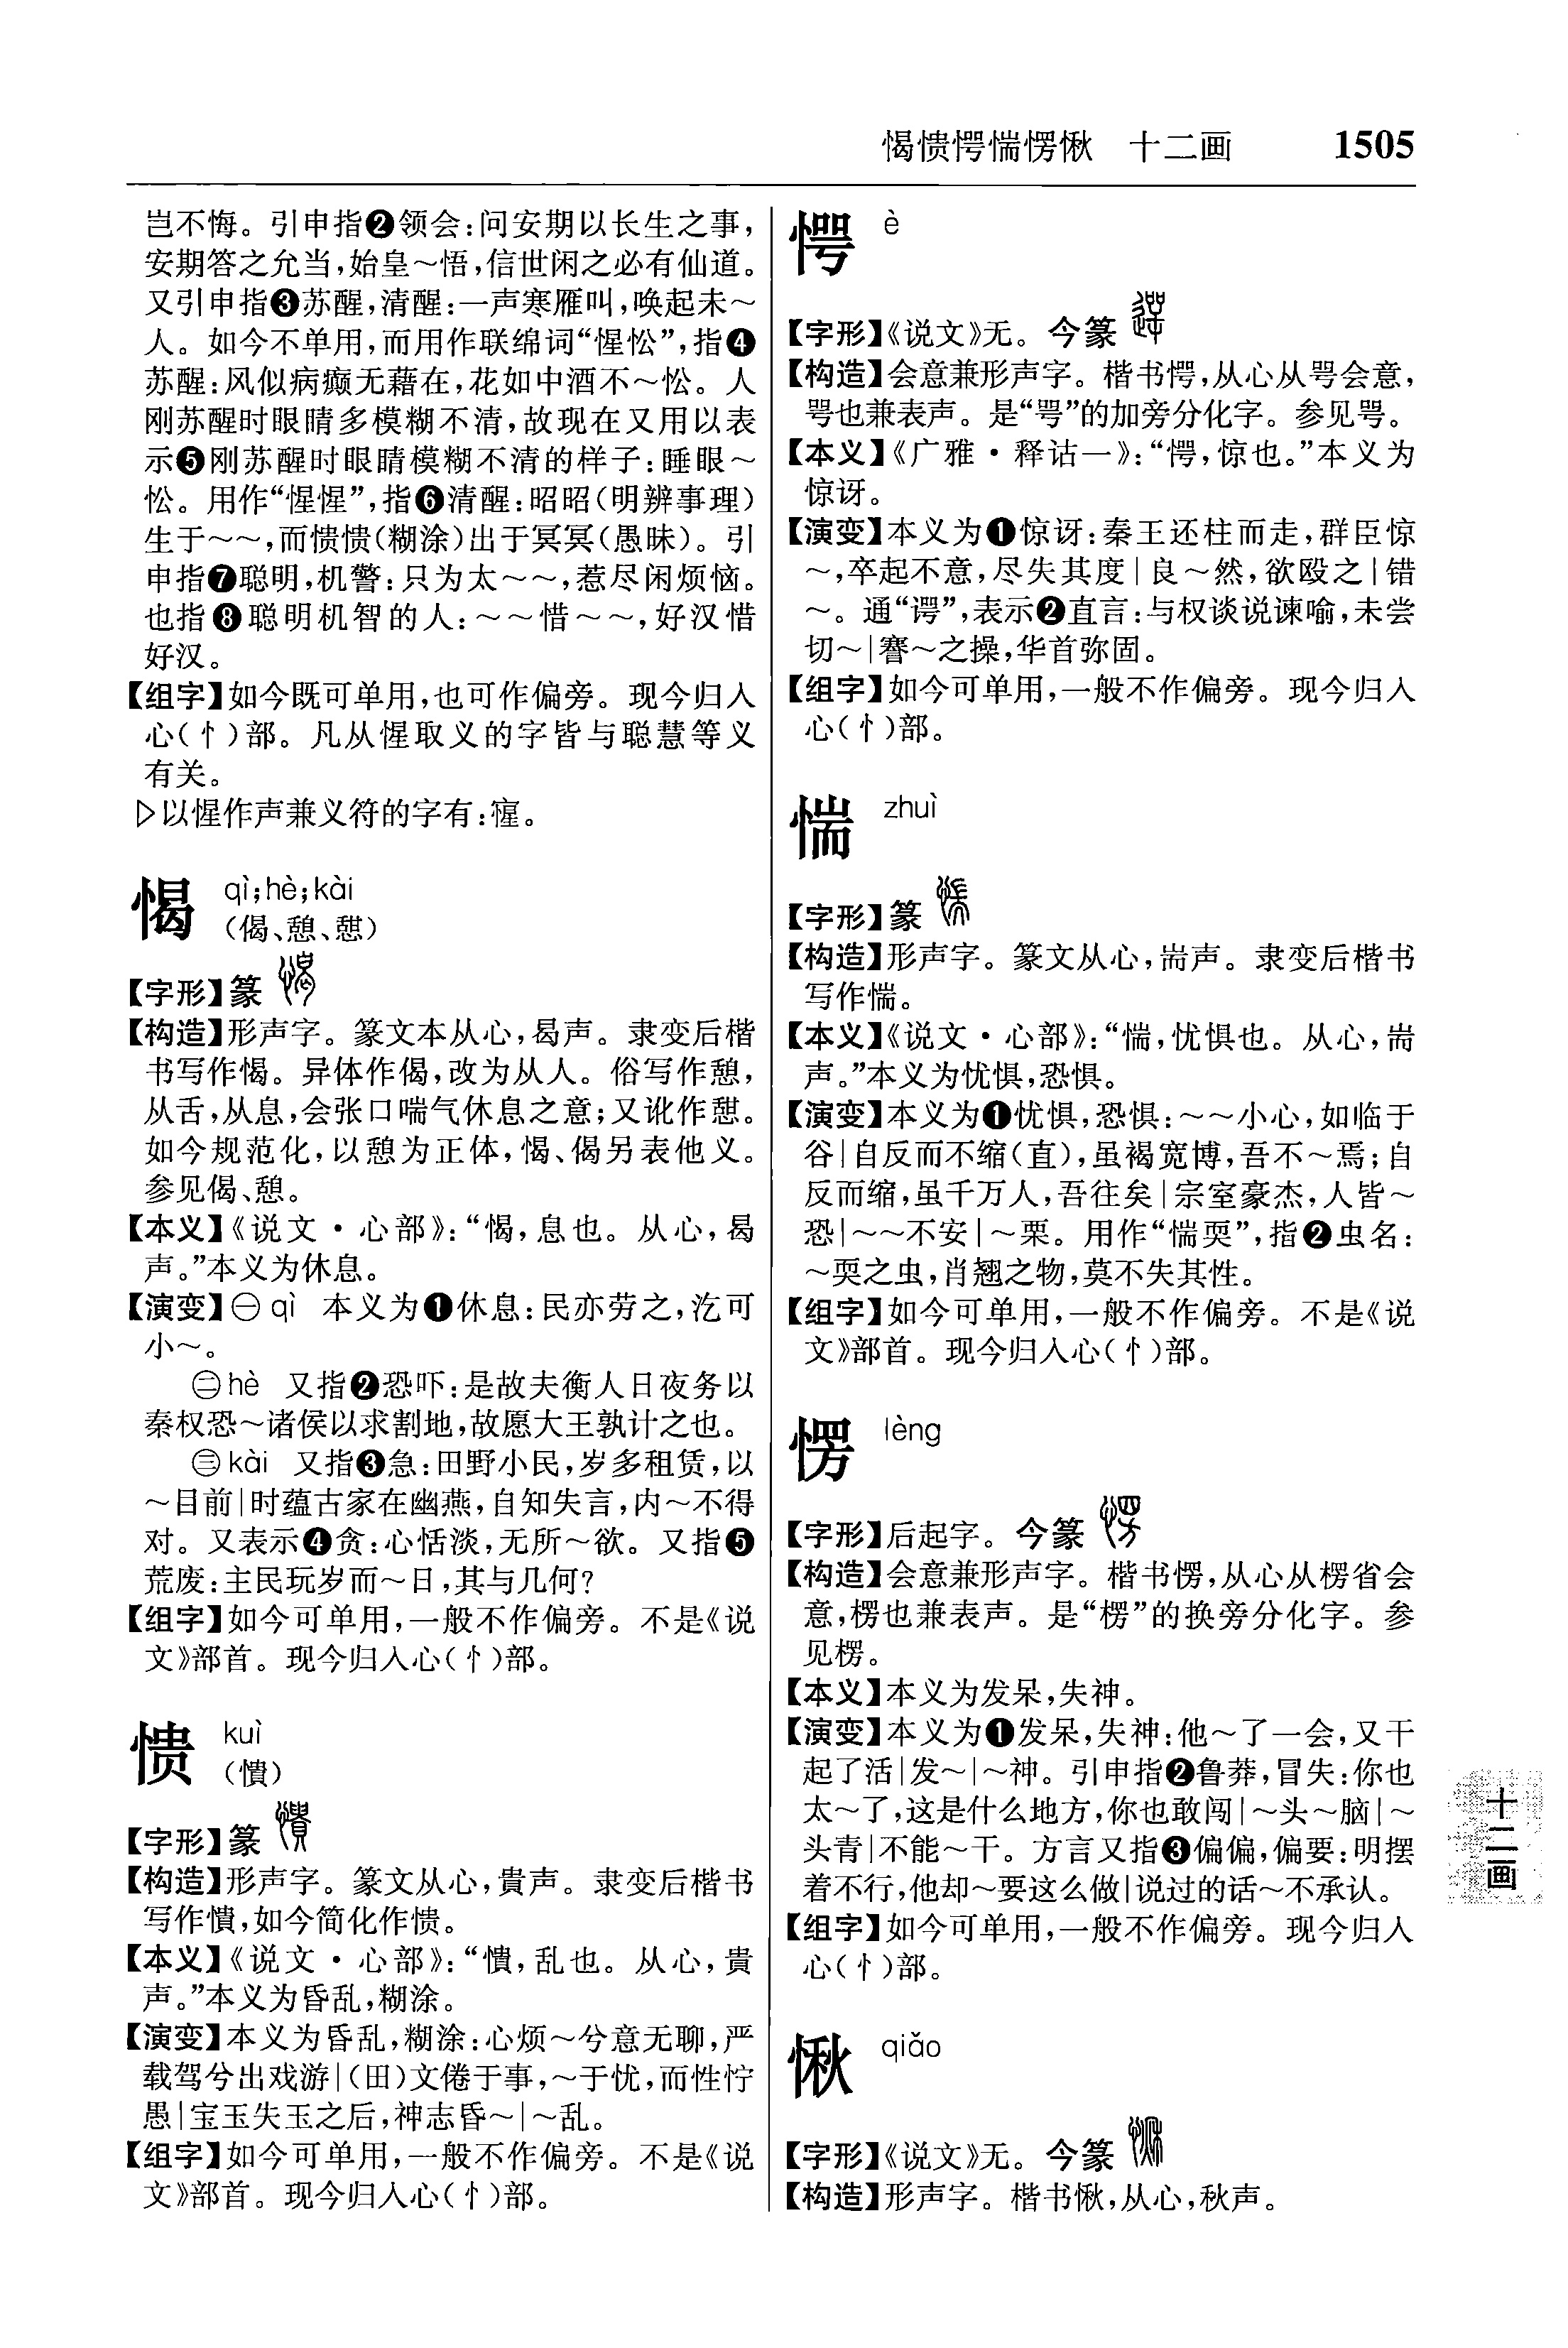 愒愦愕惴愣愀 十二画 1505
岂不悔。引申指❷领会：问安期以长生之事，
安期答之允当，始皇～悟，信世闲之必有仙道。
又引申指❸苏醒，清醒：一声寒雁叫，唤起未～
人。如今不单用，而用作联绵词“惺忪”，指❹
苏醒：风似病癫无藉在，花如中酒不～忪。人
刚苏醒时眼睛多模糊不清，故现在又用以表
示❺刚苏醒时眼睛模糊不清的样子：睡眼～
忪。用作“惺惺”，指❻清醒：昭昭（明辨事理）
生于～～，而愦愦（糊涂）出于冥冥（愚昧）。引
申指❼聪明，机警：只为太～～，惹尽闲烦恼。
也指❽聪明机智的人：～～惜～～，好汉惜
好汉。
【组字】如今既可单用，也可作偏旁。现今归入
心（忄）部。凡从惺取义的字皆与聪慧等义
有关。
▷以惺作声兼义符的字有：
愒 qì；hè；kài
（偈、憩、憇）
【字形】篆
【构造】形声字。篆文本从心，曷声。隶变后楷
书写作愒。异体作偈，改为从人。俗写作憩，
从舌，从息，会张口喘气休息之意；又讹作憇。
如今规范化，以憩为正体，愒、偈另表他义。
参见偈、憩。
【本义】《说文·心部》：“愒，息也。从心，曷
声。”本义为休息。
【演变】㊀qì 本义为❶休息：民亦劳之，汔可
小～。
㊁hè 又指❷恐吓：是故夫衡人日夜务以
秦权恐～诸侯以求割地，故愿大王孰计之也。
㊂kài 又指❸急：田野小民，岁多租赁，以
～目前|时蕴古家在幽燕，自知失言，内～不得
对。又表示❹贪：心恬淡，无所～欲。又指❺
荒废：主民玩岁而～日，其与几何？
【组字】如今可单用，一般不作偏旁。不是《说
文》部首。现今归入心（忄）部。
愦 kuì
（憒）
【字形】篆
【构造】形声字。篆文从心，貴声。隶变后楷书
写作憒，如今简化作愦。
【本义】《说文·心部》：“憒，乱也。从心，貴
声。”本义为昏乱，糊涂。
【演变】本义为昏乱，糊涂：心烦～兮意无聊，严
载驾兮出戏游|（田）文倦于事，～于忧，而性懧
愚|宝玉失玉之后，神志昏～|～乱。
【组字】如今可单用，一般不作偏旁。不是《说
文》部首。现今归入心（忄）部。
愕 è
【字形】《说文》无。今篆
【构造】会意兼形声字。楷书愕，从心从咢会意，
咢也兼表声。是“咢”的加旁分化字。参见咢。
【本义】《广雅·释诂一》：“愕，惊也。”本义为
惊讶。
【演变】本义为❶惊讶：秦王还柱而走，群臣惊
～，卒起不意，尽失其度|良～然，欲殴之|错
～。通“谔”，表示❷直言：与权谈说谏喻，未尝
切～|謇～之操，华首弥固。
【组字】如今可单用，一般不作偏旁。现今归入
心（忄）部。
惴 zhuì
【字形】篆
【构造】形声字。篆文从心，耑声。隶变后楷书
写作惴。
【本义】《说文·心部》：“惴，忧惧也。从心，耑
声。”本义为忧惧，恐惧。
【演变】本义为❶忧惧，恐惧：～～小心，如临于
谷|自反而不缩（直），虽褐宽博，吾不～焉；自
反而缩，虽千万人，吾往矣|宗室豪杰，人皆～
恐|～～不安|～栗。用作“惴耎”，指❷虫名：
～耎之虫，肖翘之物，莫不失其性。
【组字】如今可单用，一般不作偏旁。不是《说
文》部首。现今归入心（忄）部。
愣 lèng
【字形】后起字。今篆
【构造】会意兼形声字。楷书愣，从心从楞省会
意，楞也兼表声。是“楞”的换旁分化字。参
见楞。
【本义】本义为发呆，失神。
【演变】本义为❶发呆，失神：他～了一会，又干
起了活|发～|～神。引申指❷鲁莽，冒失：你也
太～了，这是什么地方，你也敢闯|～头～脑|～
头青|不能～干。方言又指❸偏偏，偏要：明摆
着不行，他却～要这么做|说过的话～不承认。
【组字】如今可单用，一般不作偏旁。现今归入
心（忄）部。
愀 qiǎo
【字形】《说文》无。今篆
【构造】形声字。楷书愀，从心，秋声。
十二画